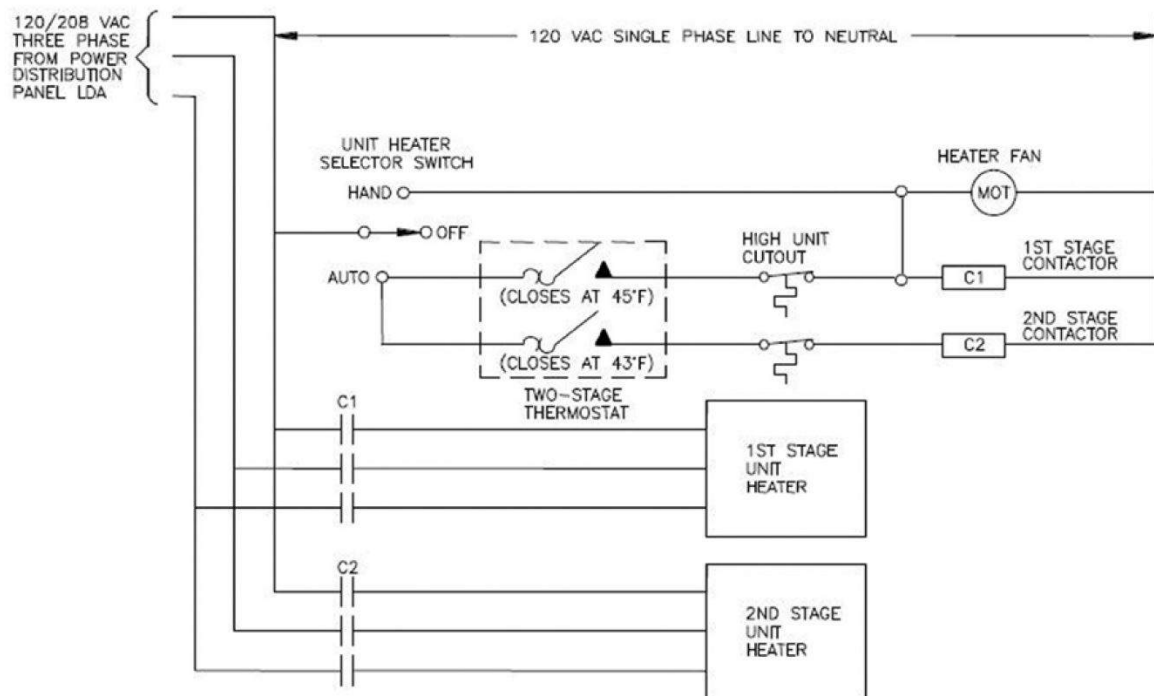 120/208 VAC
THREE PHASE
FROM POWER
DISTRIBUTION
PANEL LDA
120 VAC SINGLE PHASE LINE TO NEUTRAL
UNIT HEATER
SELECTOR SWITCH
HEATER FAN
HAND
MOT
OFF
HIGH UNIT
CUTOUT
1ST STAGE
CONTACTOR
AUTO
C1
(CLOSES AT 45°F)
2ND STAGE
CONTACTOR
C2
(CLOSES AT 43°F)
TWO-STAGE
THERMOSTAT
C1
1ST STAGE
UNIT
HEATER
C2
2ND STAGE
UNIT
HEATER